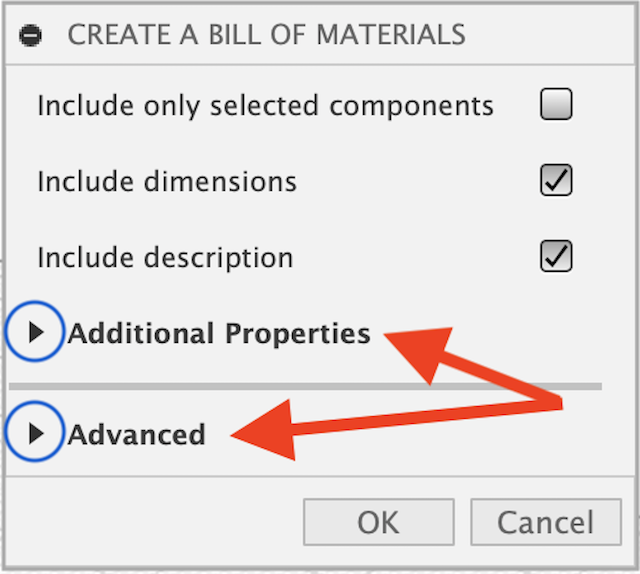 CREATE A BILL OF MATERIALS
Include only selected components
Include dimensions
Include description
Additional Properties
Advanced
OK
Cancel